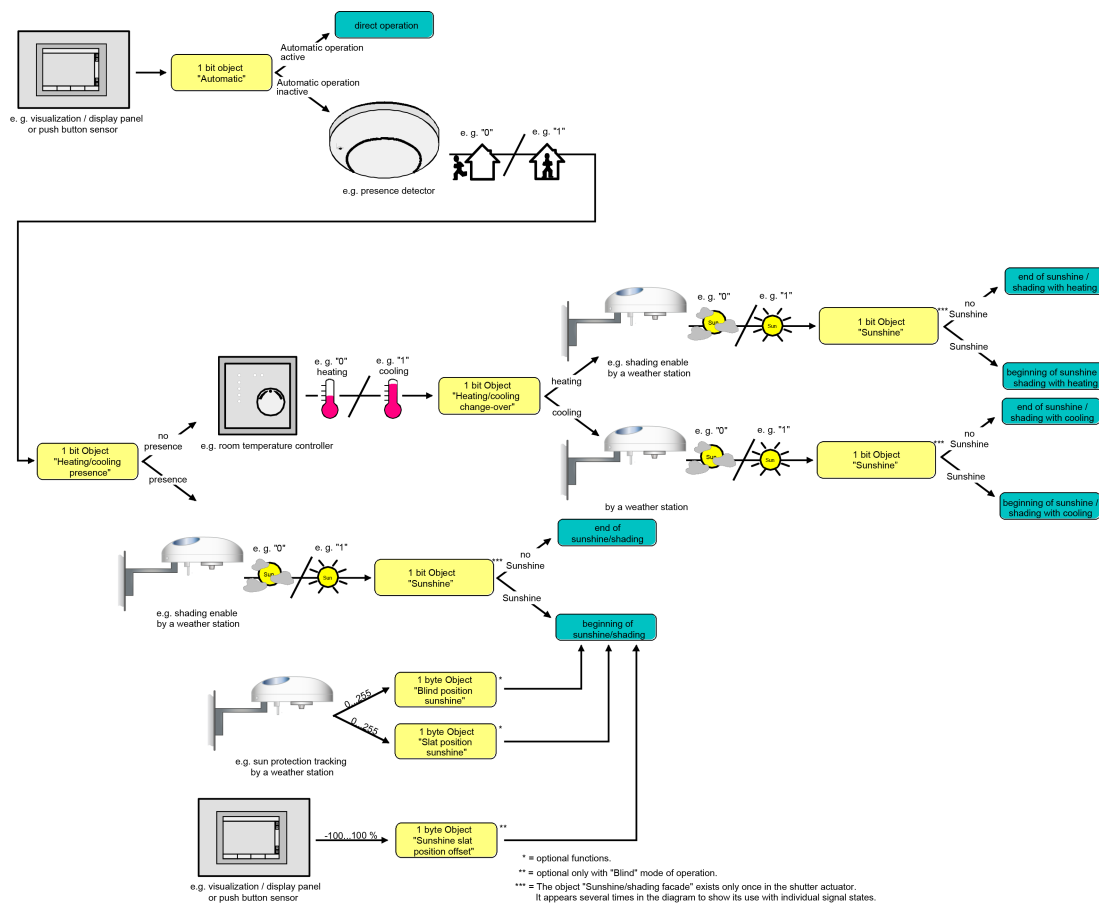 direct operation
Automatic operation
active
1 bit object
"Automatic"
Automatic operation
inactive
e. g. visualization / display panel
or push button sensor
e. g. "0"
e. g. "1"
e.g. presence detector
end of sunshine /
shading with heating
e. g. "0"
e. g. "1"
no
Sunshine
***
Sun
Sun
1 bit Object
"Sunshine"
Sunshine
e.g. shading enable
by a weather station
beginning of sunshine
shading with heating
e. g. "0"
heating
e. g. "1"
cooling
1 bit Object
"Heating/cooling
change-over"
heating
cooling
end of sunshine /
shading with cooling
e. g. "0"
e. g. "1"
no
Sunshine
***
Sun
Sun
1 bit Object
"Sunshine"
Sunshine
no
presence
e.g. room temperature controller
1 bit Object
"Heating/cooling
presence"
presence
by a weather station
beginning of sunshine /
shading with cooling
end of
sunshine/shading
e. g. "0"
e. g. "1"
no
Sunshine
***
Sun
Sun
1 bit Object
"Sunshine"
Sunshine
e.g. shading enable
by a weather station
beginning of
sunshine/shading
0...255
1 byte Object
"Blind position
sunshine"
*
0...255
1 byte Object
"Slat position
sunshine"
*
e.g. sun protection tracking
by a weather station
-100...100 %
1 byte Object
"Sunshine slat
position offset"
**
e.g. visualization / display panel
or push button sensor
* = optional functions.
** = optional only with "Blind" mode of operation.
*** = The object "Sunshine/shading facade" exists only once in the shutter actuator.
It appears several times in the diagram to show its use with individual signal states.